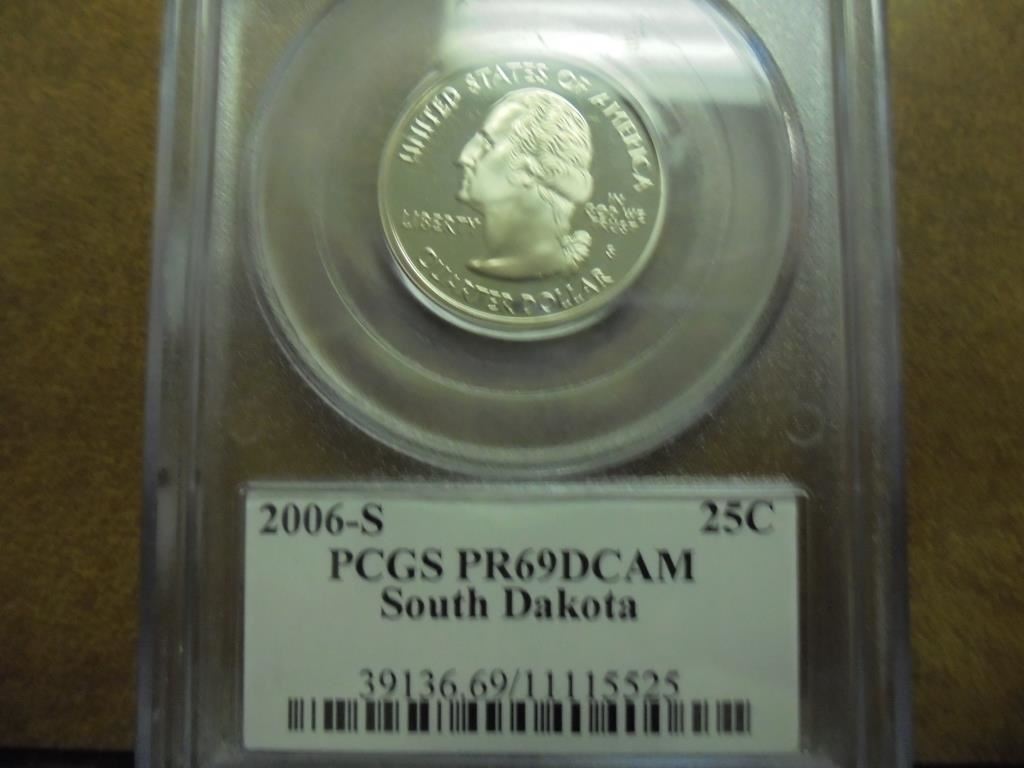 UNITED STATES OF AMERICA
LIBERTY
IN
GOD WE
TRUST
S
QUARTER DOLLAR
2006-S 25C
PCGS PR69DCAM
South Dakota
39136.69/11115525